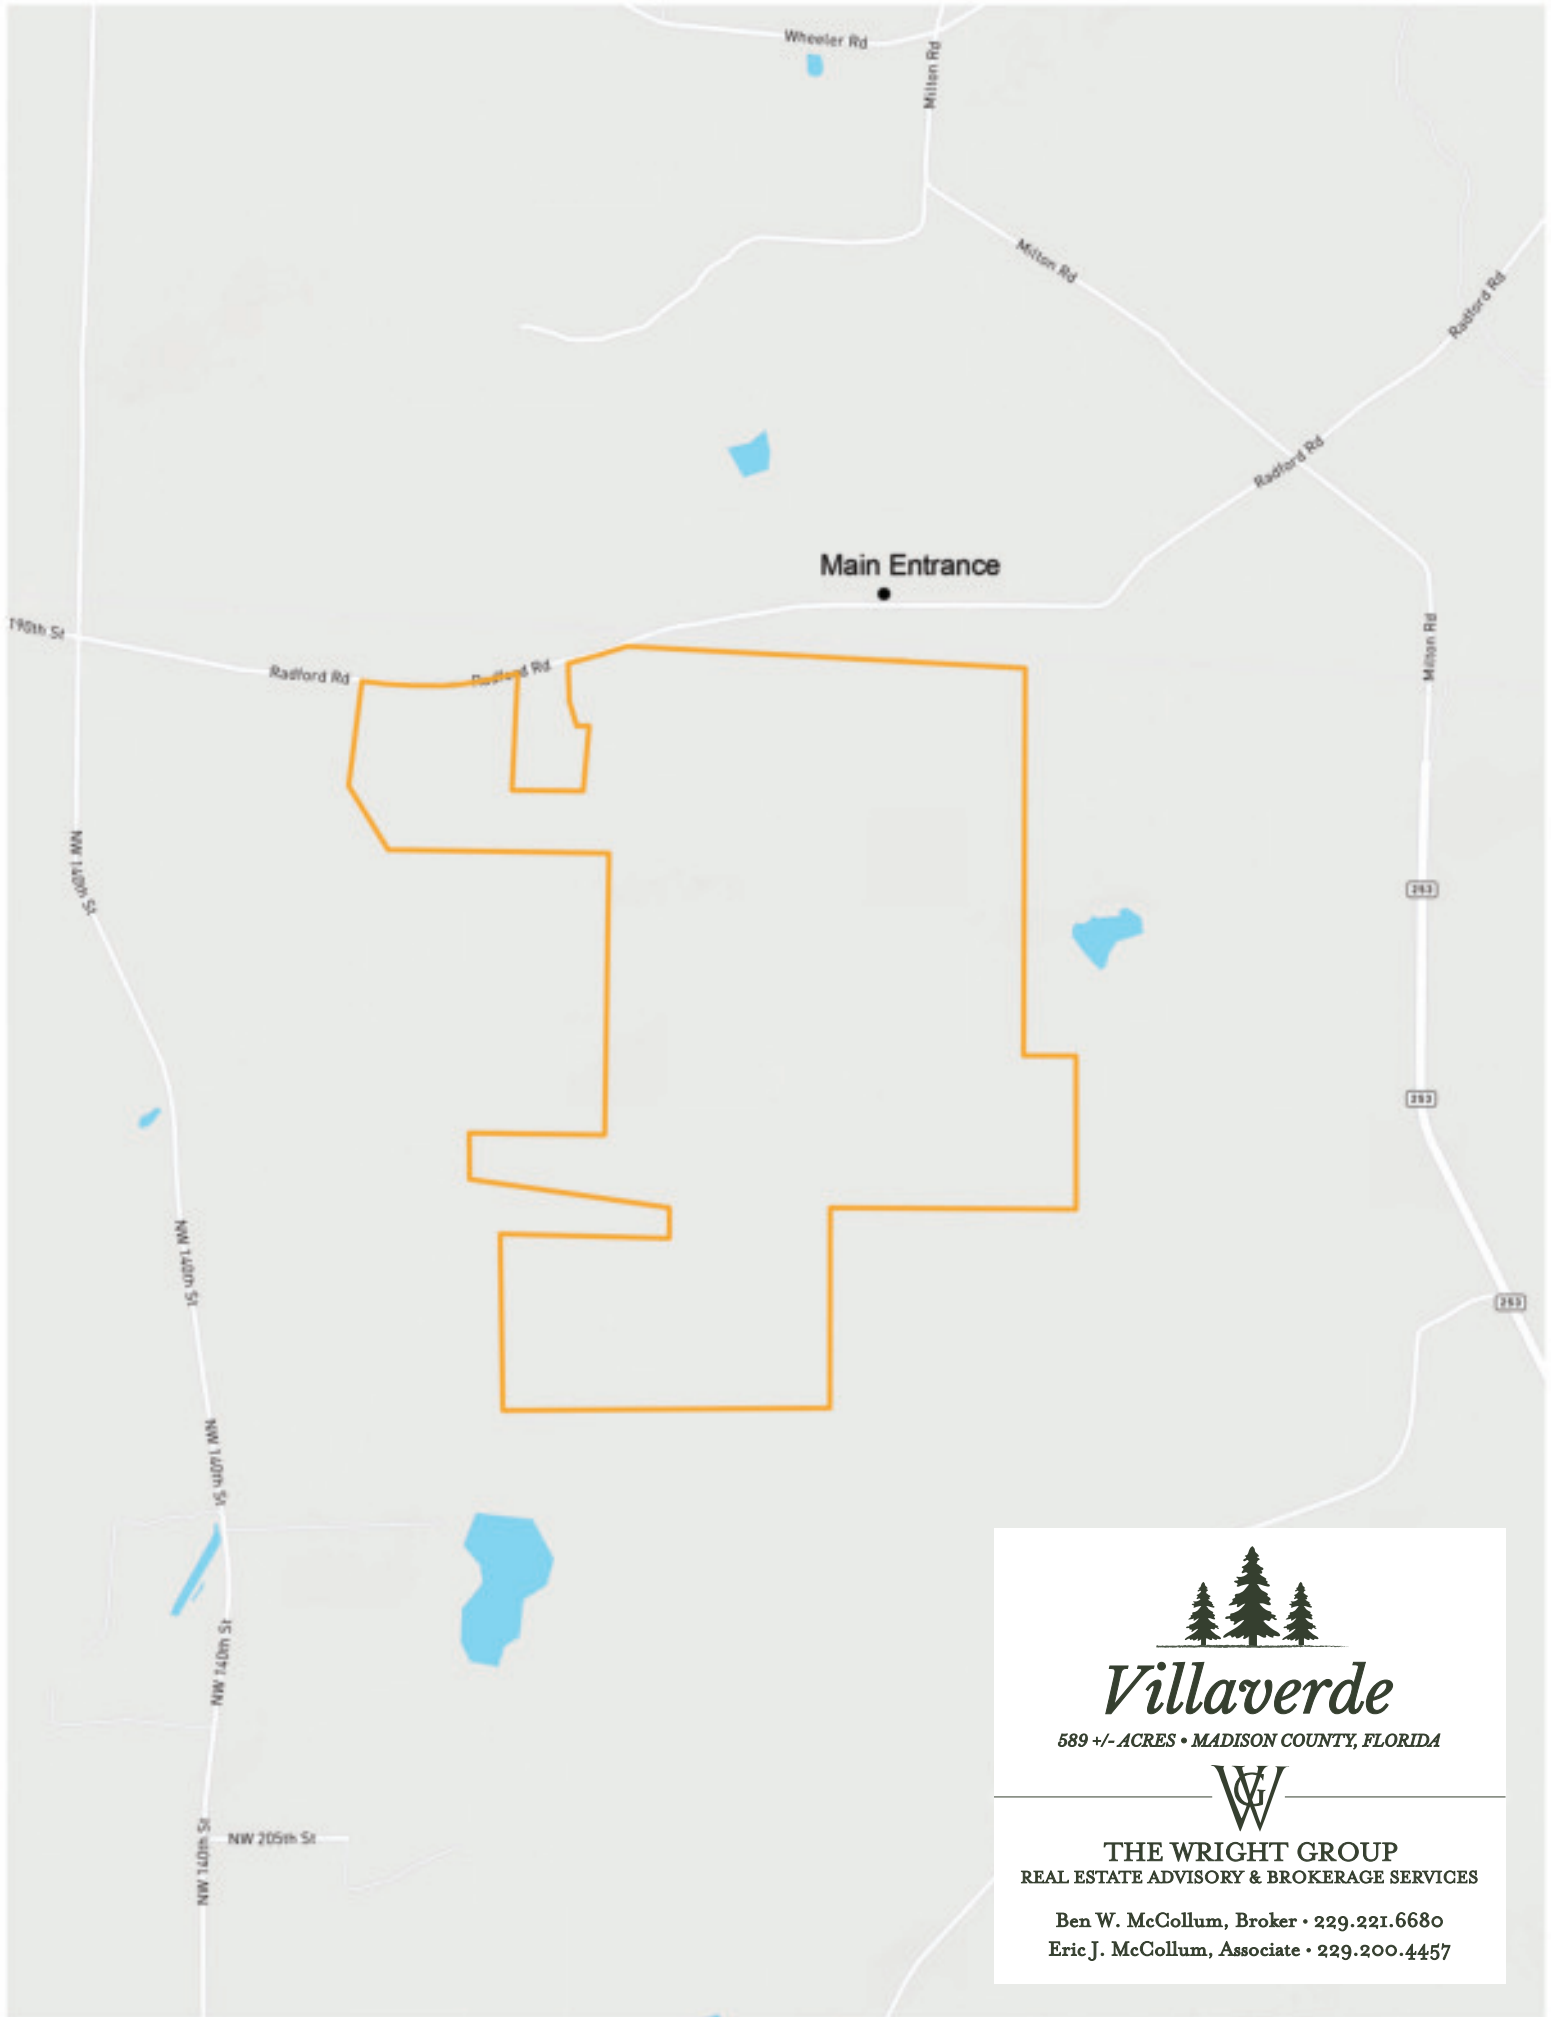 Wheeler Rd
Milton Rd
Milton Rd
Radford Rd
Radford Rd
Main Entrance
190th St
Milton Rd
Radford Rd
Radford Rd
NW 140th St
253
253
NW 140th St
253
NW 140th St
NW 140th St
NW 140th St
NW 205th St
Villaverde
589 +/- ACRES • MADISON COUNTY, FLORIDA
WG
THE WRIGHT GROUP
REAL ESTATE ADVISORY & BROKERAGE SERVICES
Ben W. McCollum, Broker • 229.221.6680
Eric J. McCollum, Associate • 229.200.4457